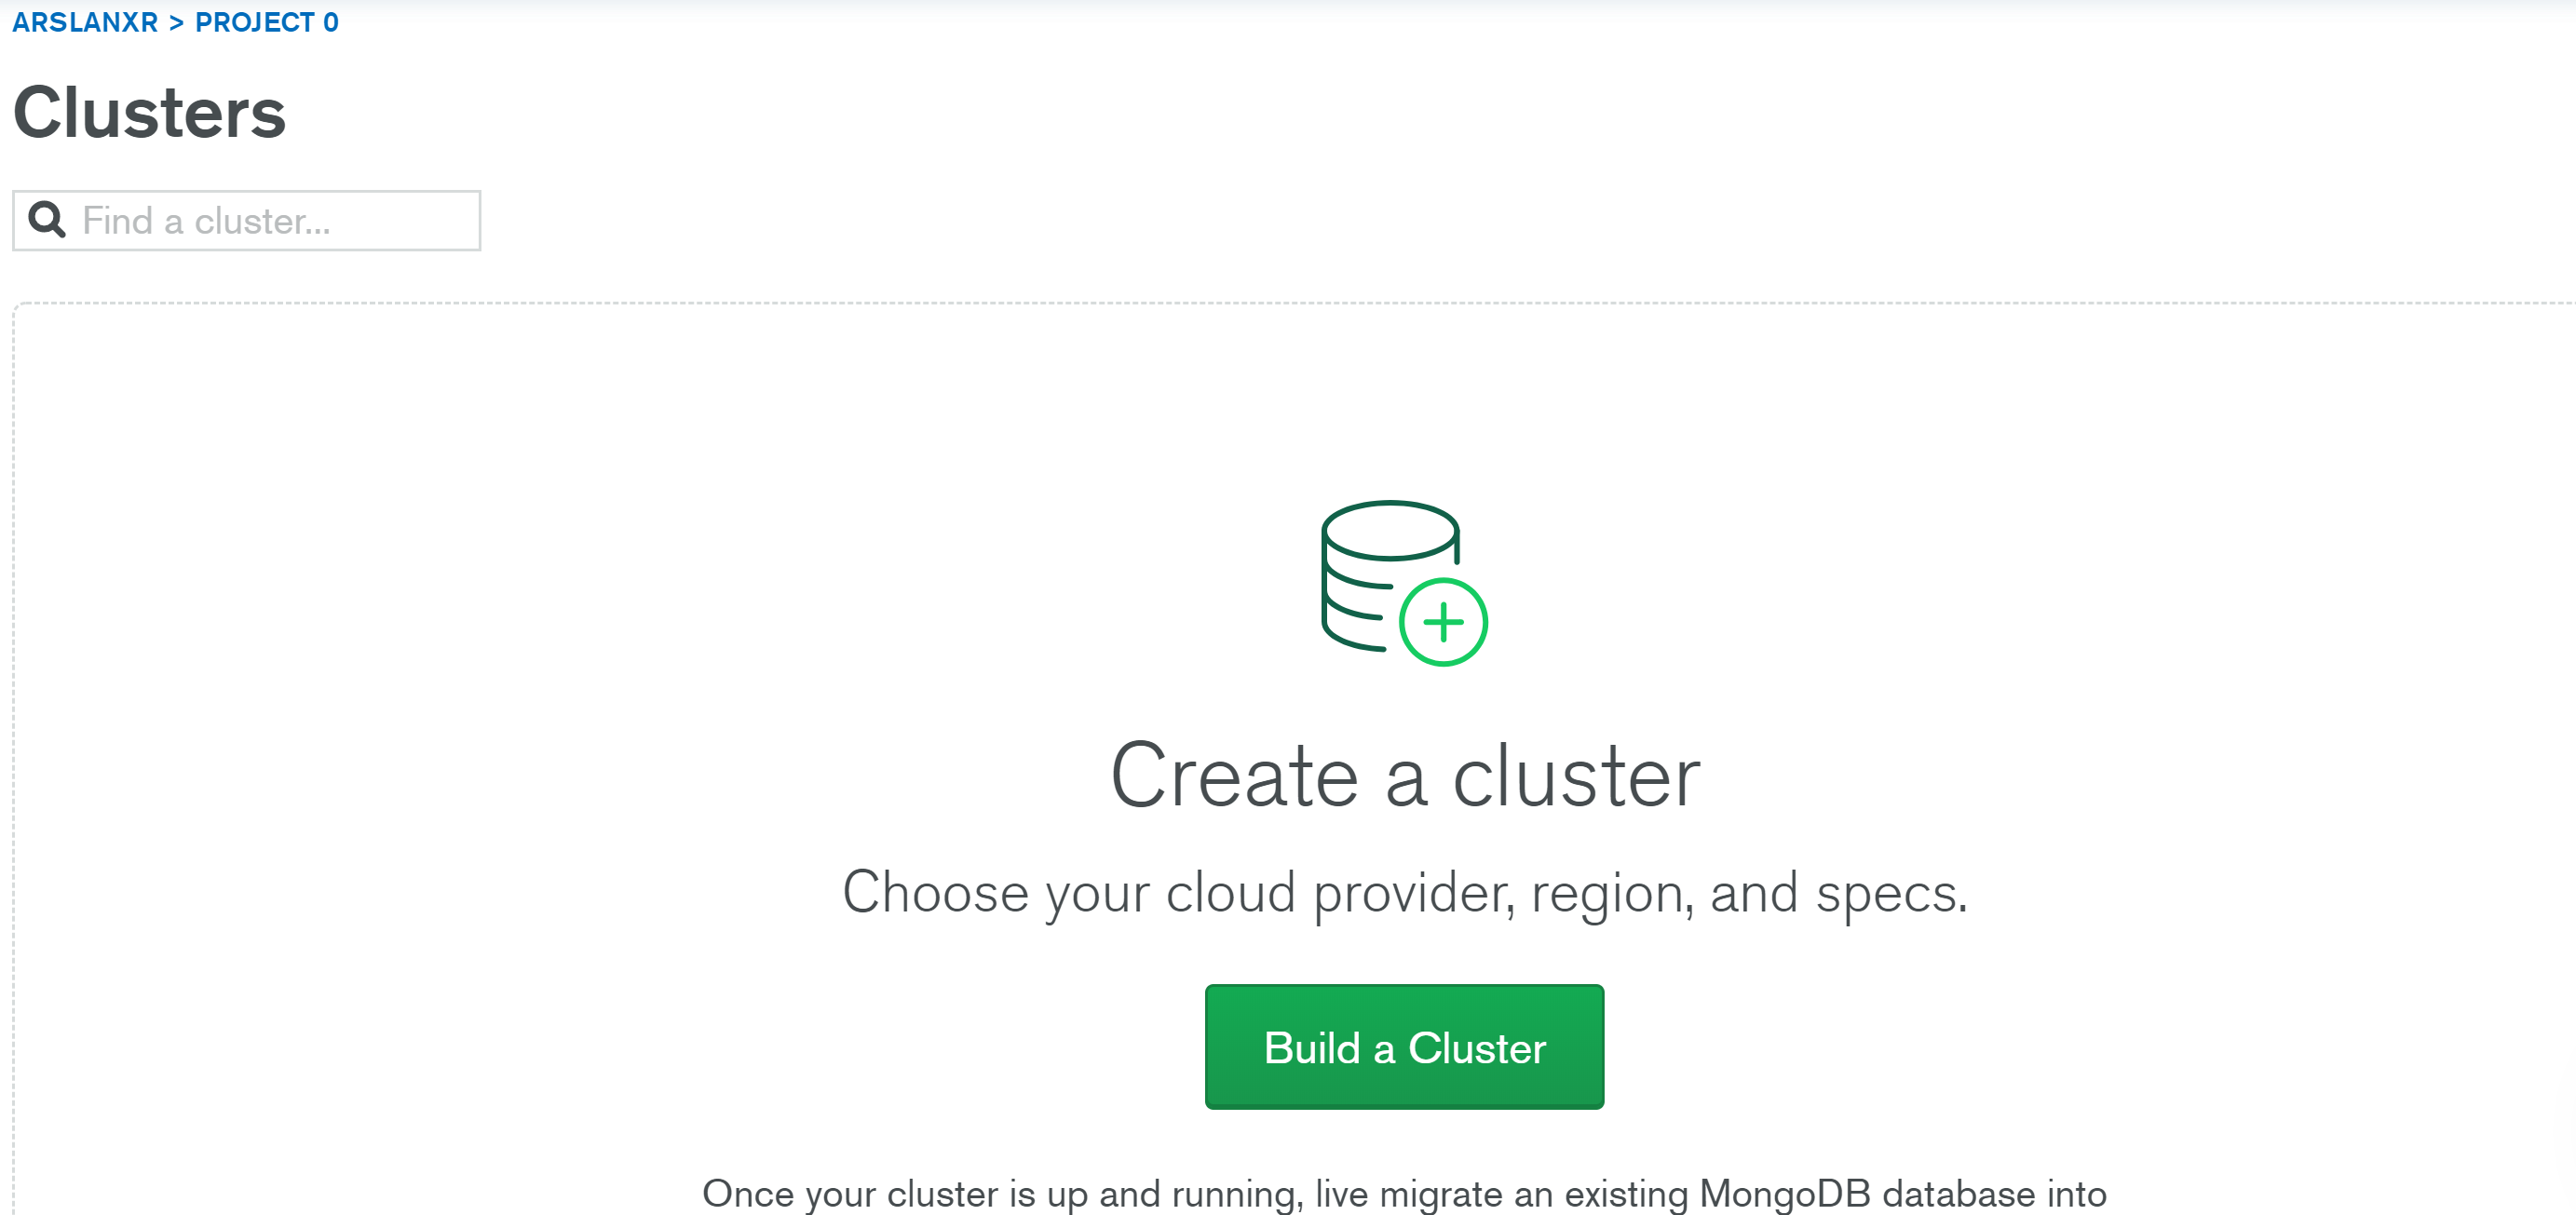 ARSLANXR > PROJECT 0
Clusters
Find a cluster...
Create a cluster
Choose your cloud provider, region, and specs.
Build a Cluster
Once your cluster is up and running, live migrate an existing MongoDB database into